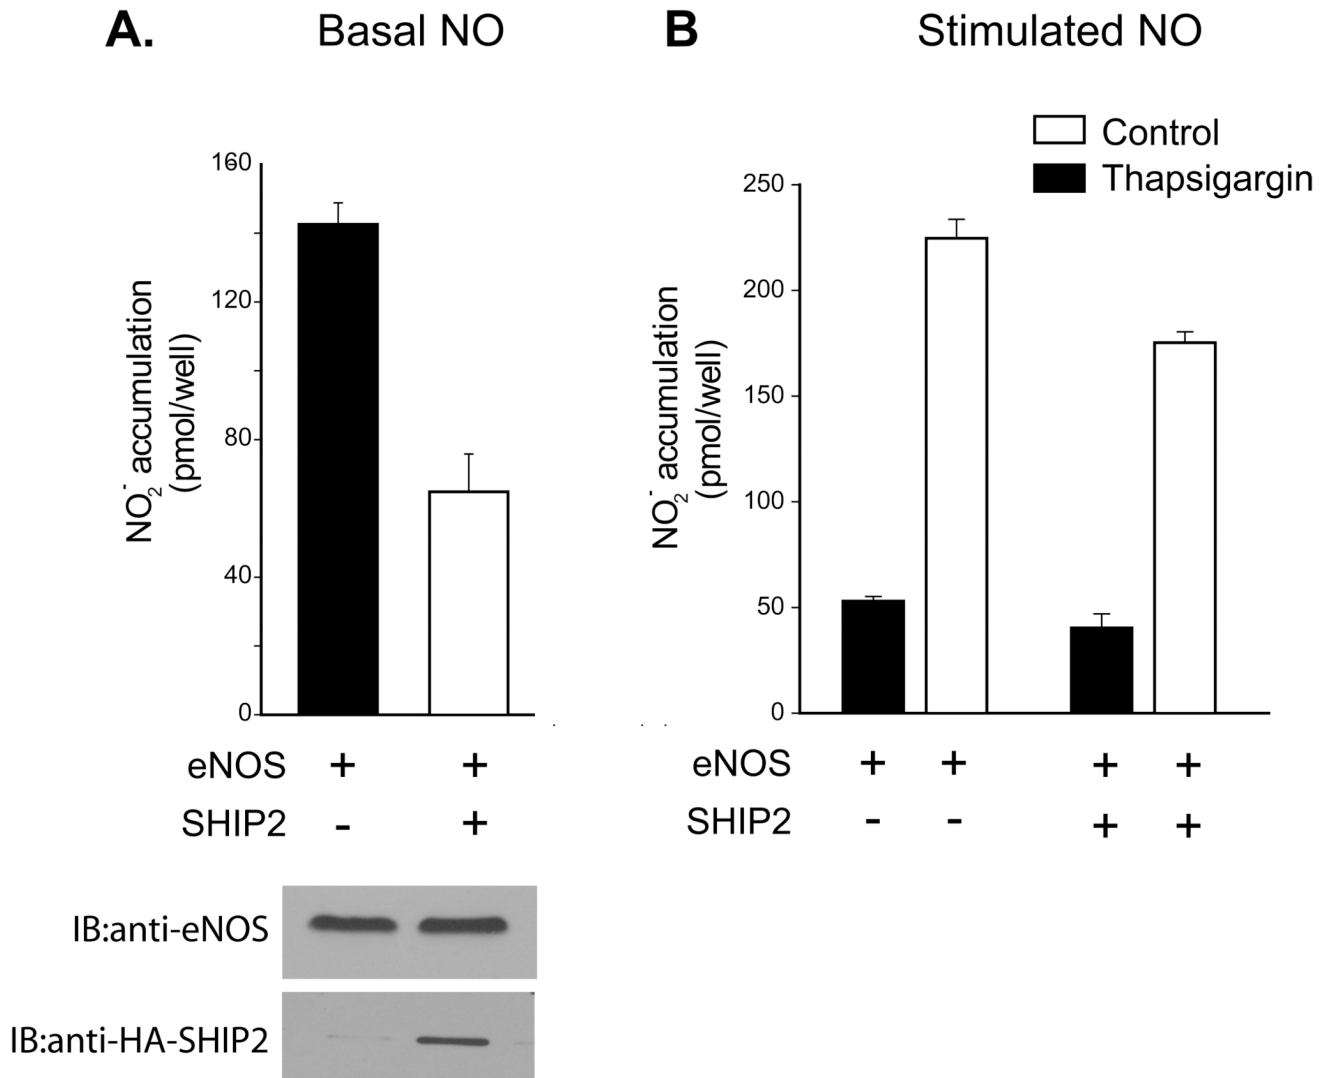 A. Basal NO
B Stimulated NO
Control
Thapsigargin
160
120
80
40
0
NO₂⁻ accumulation
(pmol/well)
250
200
150
100
50
0
NO₂⁻ accumulation
(pmol/well)
eNOS + +
SHIP2 - +
eNOS + + + +
SHIP2 - - + +
IB:anti-eNOS
IB:anti-HA-SHIP2